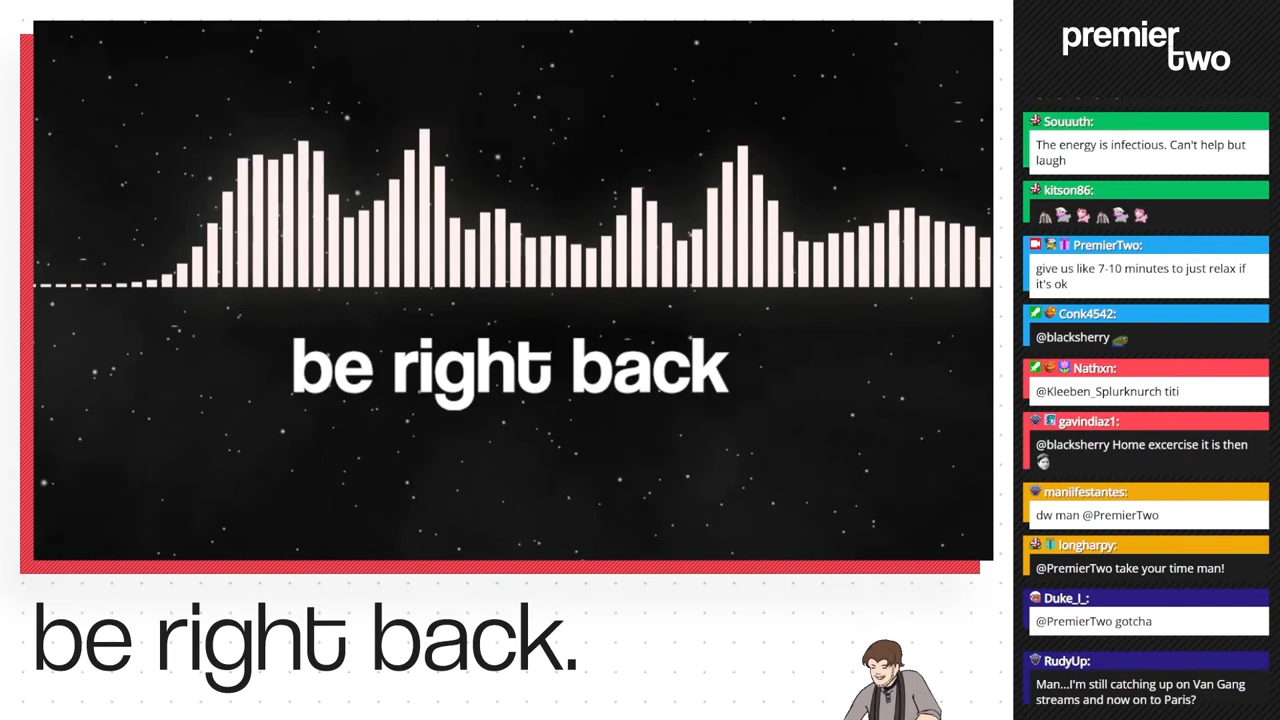 be right back
be right back.
premier
two
Souuuth:
The energy is infectious. Can't help but
laugh
kitson86:
PremierTwo:
give us like 7-10 minutes to just relax if
it's ok
Conk4542:
@blacksherry
Nathxn:
@Kleeben_Splurknurch titi
gavindiaz1:
@blacksherry Home excercise it is then
maniifestantes:
dw man @PremierTwo
longharpy:
@PremierTwo take your time man!
Duke_I_:
@PremierTwo gotcha
RudyUp:
Man...I'm still catching up on Van Gang
streams and now on to Paris?